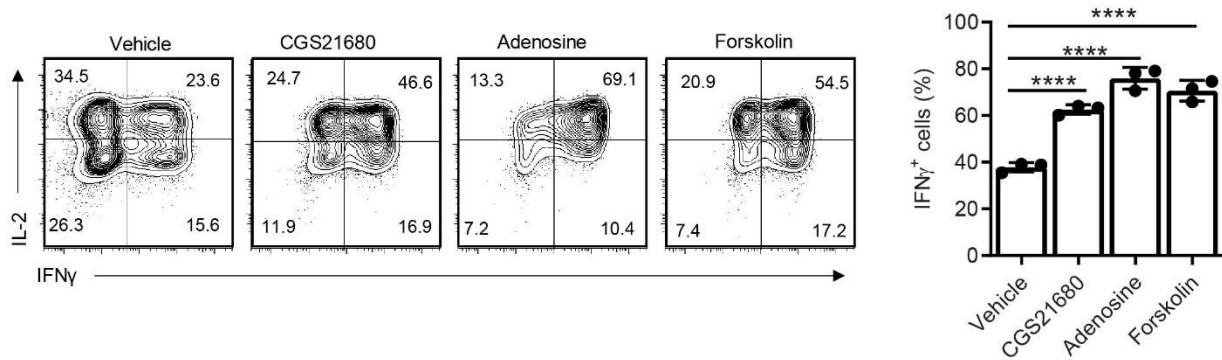 Vehicle
CGS21680
Adenosine
Forskolin
34.5 23.6
24.7 46.6
13.3 69.1
20.9 54.5
26.3 15.6
11.9 16.9
7.2 10.4
7.4 17.2
IL-2
IFNγ
****
****
****
100
80
60
40
20
0
IFNγ⁺ cells (%)
Vehicle
CGS21680
Adenosine
Forskolin